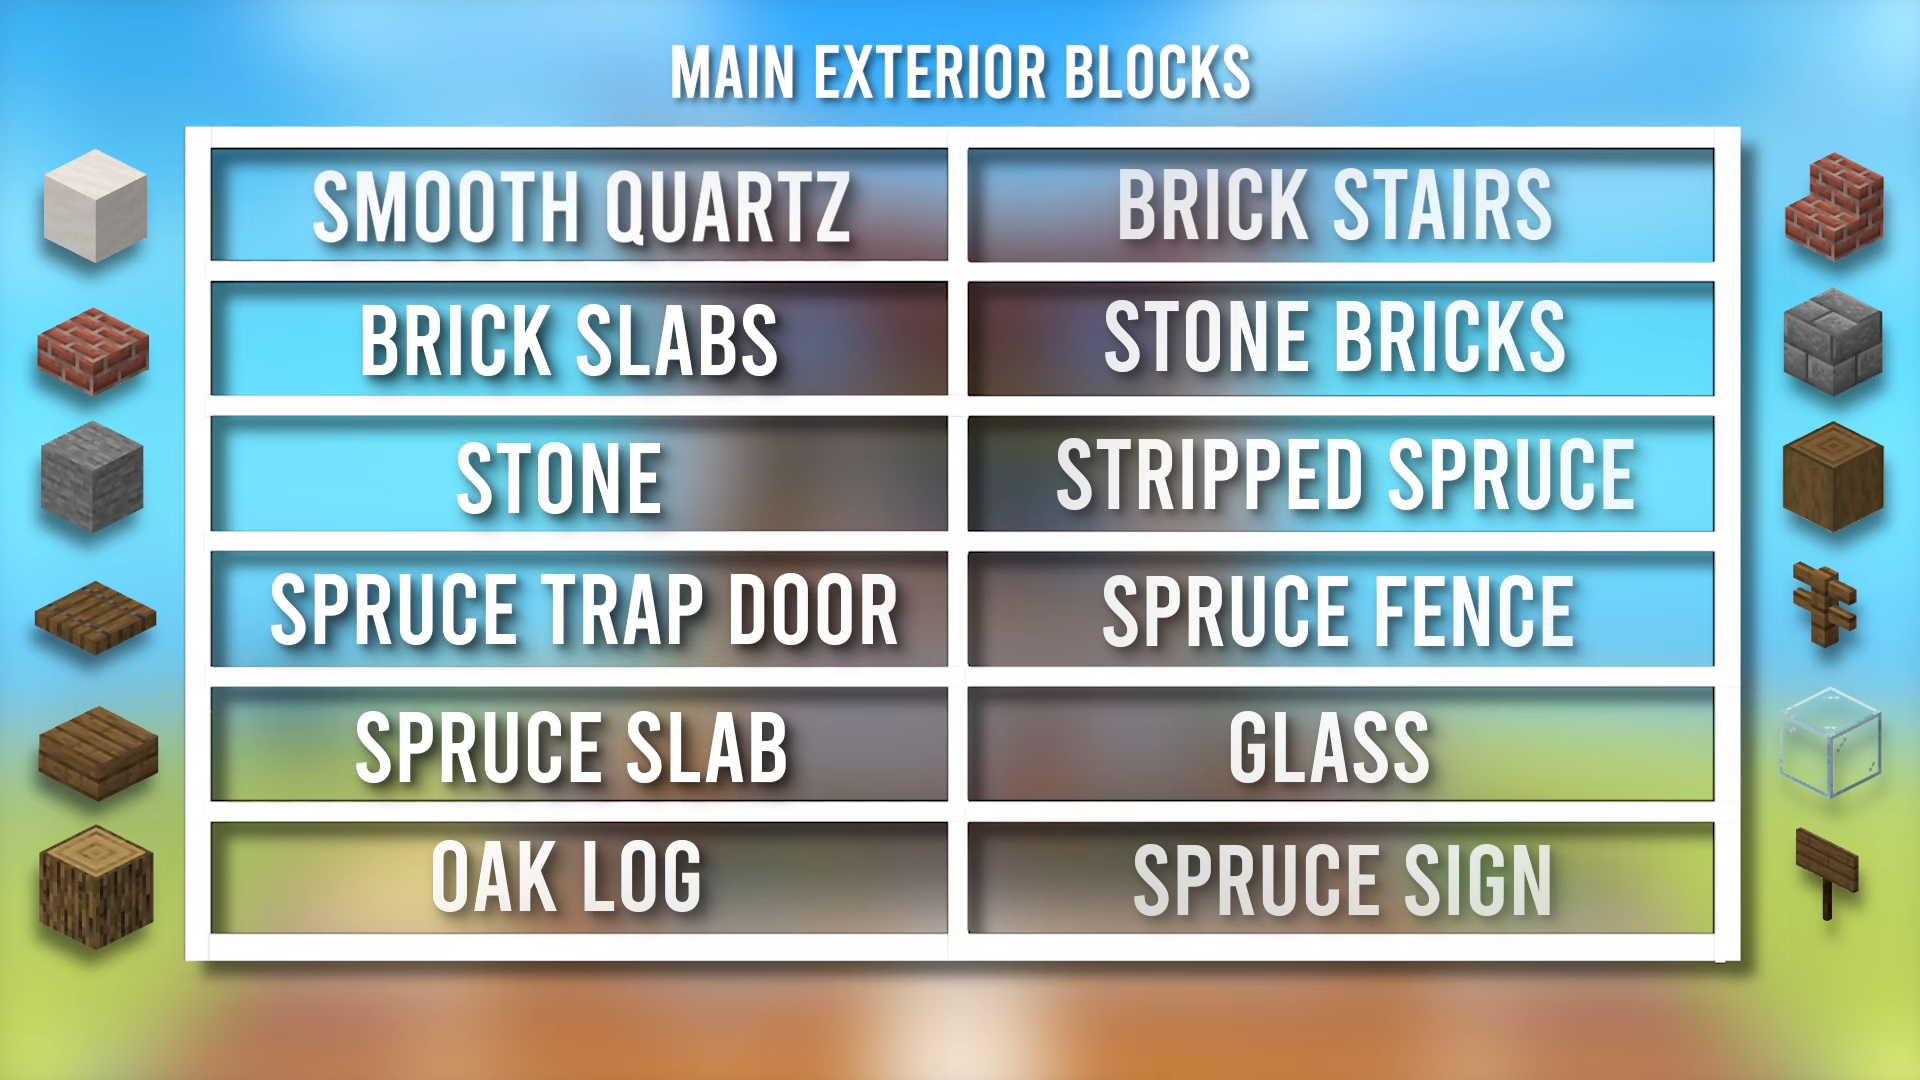 MAIN EXTERIOR BLOCKS
SMOOTH QUARTZ
BRICK STAIRS
BRICK SLABS
STONE BRICKS
STONE
STRIPPED SPRUCE
SPRUCE TRAP DOOR
SPRUCE FENCE
SPRUCE SLAB
GLASS
OAK LOG
SPRUCE SIGN